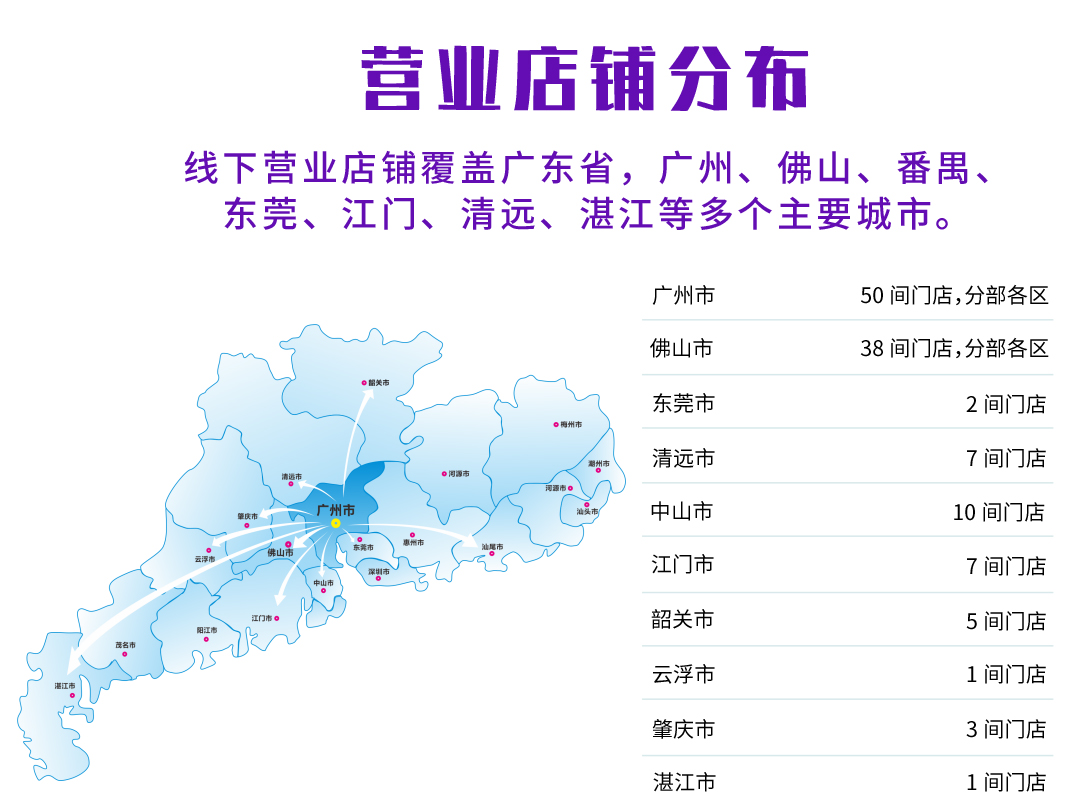 营业店铺分布
线下营业店铺覆盖广东省，广州、佛山、番禺、
东莞、江门、清远、湛江等多个主要城市。
广州市 50 间门店,分部各区
佛山市 38 间门店,分部各区
东莞市 2 间门店
清远市 7 间门店
中山市 10 间门店
江门市 7 间门店
韶关市 5 间门店
云浮市 1 间门店
肇庆市 3 间门店
湛江市 1 间门店
韶关市
梅州市
潮州市
河源市
清远市
河源市
汕头市
广州市
肇庆市
惠州市
东莞市
汕尾市
佛山市
云浮市
深圳市
中山市
江门市
阳江市
茂名市
湛江市